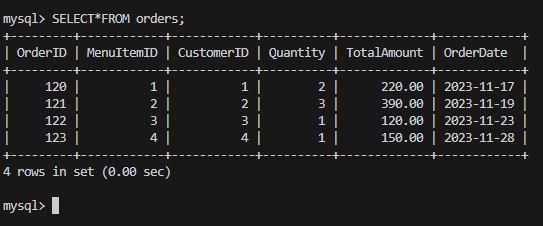 mysql> SELECT*FROM orders;
+---------+------------+------------+----------+-------------+------------+
| OrderID | MenuItemID | CustomerID | Quantity | TotalAmount | OrderDate  |
+---------+------------+------------+----------+-------------+------------+
|     120 |          1 |          1 |        2 |      220.00 | 2023-11-17 |
|     121 |          2 |          2 |        3 |      390.00 | 2023-11-19 |
|     122 |          3 |          3 |        1 |      120.00 | 2023-11-23 |
|     123 |          4 |          4 |        1 |      150.00 | 2023-11-28 |
+---------+------------+------------+----------+-------------+------------+
4 rows in set (0.00 sec)
mysql>